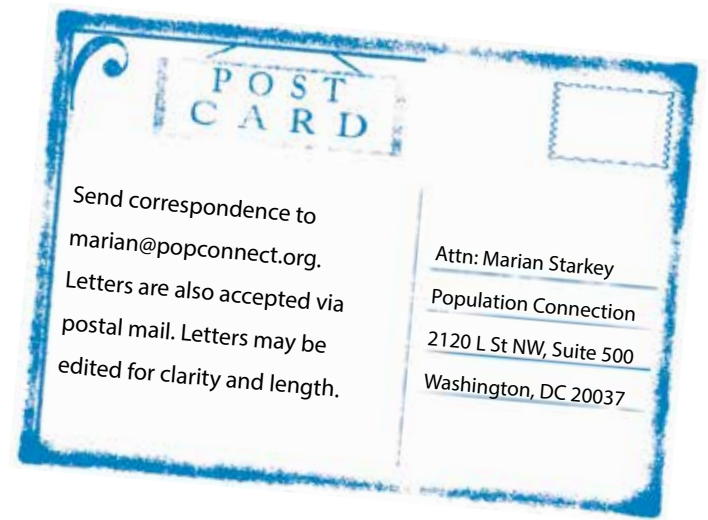 POST
CARD
Send correspondence to
marian@popconnect.org.
Letters are also accepted via
postal mail. Letters may be
edited for clarity and length.
Attn: Marian Starkey
Population Connection
2120 L St NW, Suite 500
Washington, DC 20037